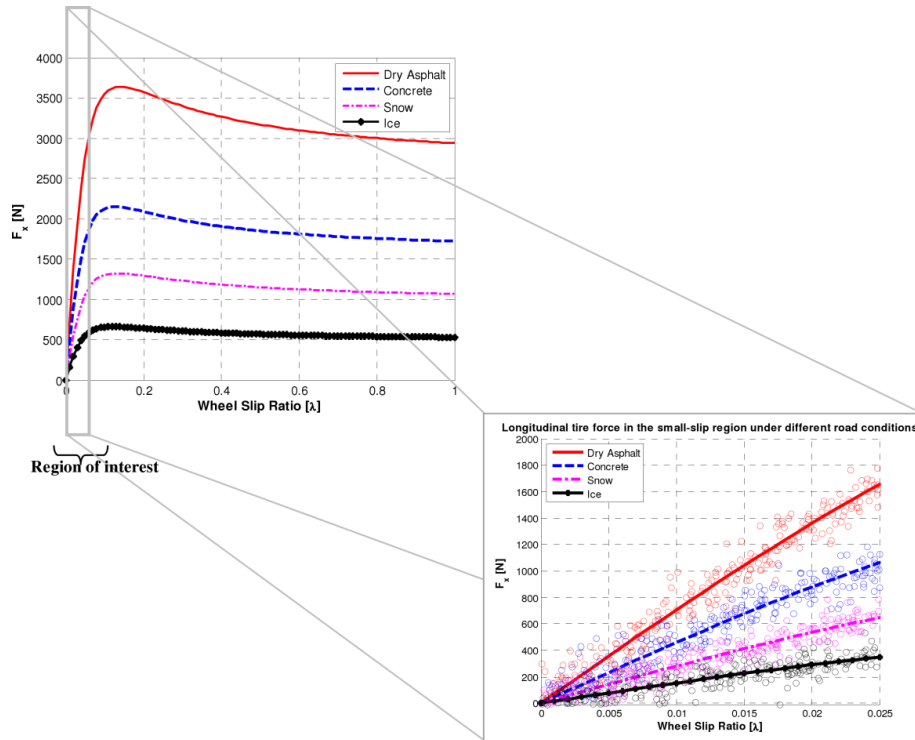 4000
3500
3000
2500
2000
1500
1000
500
0
F_x [N]
Dry Asphalt
Concrete
Snow
Ice
0 0.2 0.4 0.6 0.8 1
Wheel Slip Ratio [λ]
Region of interest
Longitudinal tire force in the small-slip region under different road conditions
2000
1800
1600
1400
1200
1000
800
600
400
200
0
F_x [N]
Dry Asphalt
Concrete
Snow
Ice
0 0.005 0.01 0.015 0.02 0.025
Wheel Slip Ratio [λ]